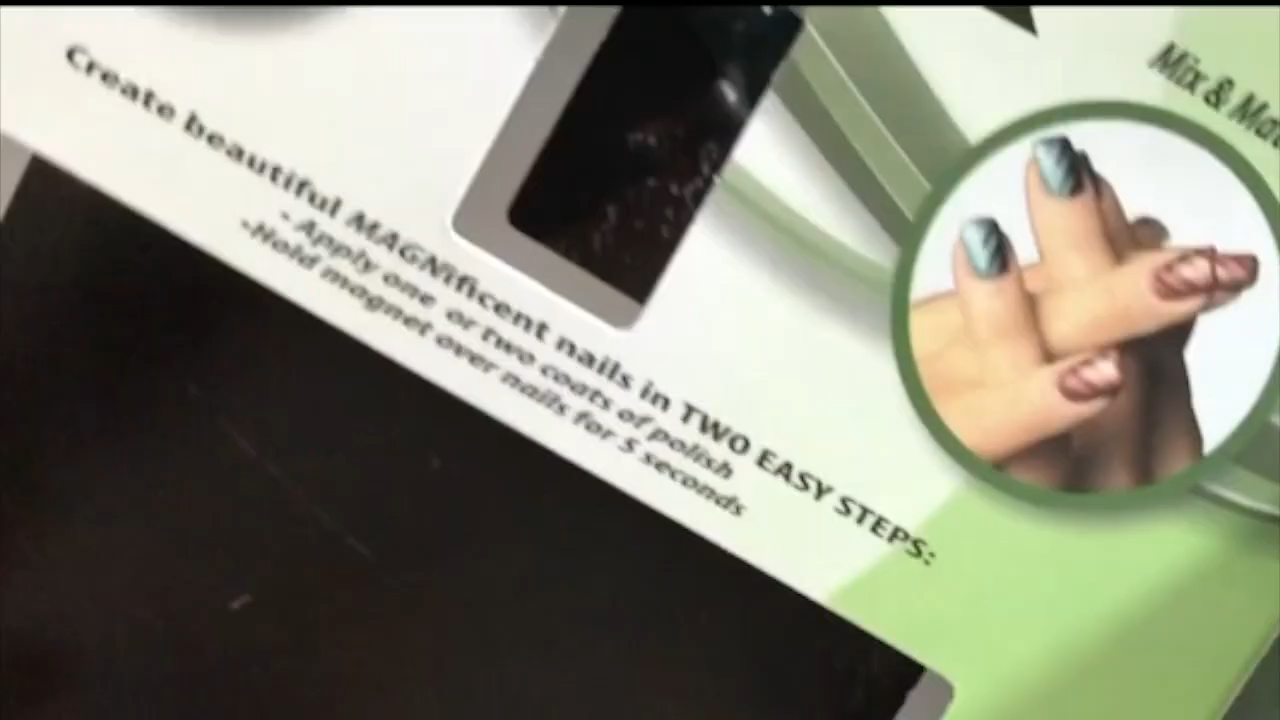 Mix & Mat
Create beautiful MAGNificent nails in TWO EASY STEPS:
- Apply one or two coats of polish
-Hold magnet over nails for 5 seconds